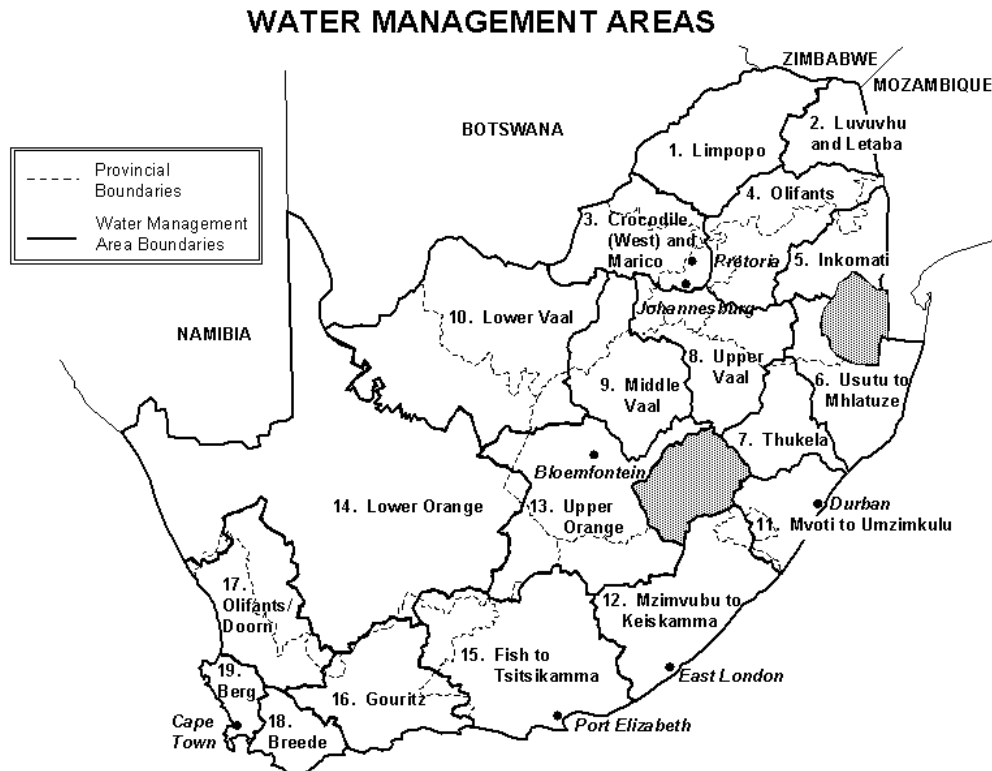 WATER MANAGEMENT AREAS
ZIMBABWE
MOZAMBIQUE
BOTSWANA
2. Luvuvhu
and Letaba
1. Limpopo
Provincial
Boundaries
Water Management
Area Boundaries
4. Olifants
3. Crocodile
(West) and
Marico
Pretoria
5. Inkomati
Johannesburg
10. Lower Vaal
NAMIBIA
8. Upper
Vaal
9. Middle
Vaal
6. Usutu to
Mhlatuze
7. Thukela
Bloemfontein
14. Lower Orange
13. Upper
Orange
Durban
11. Mvoti to Umzimkulu
17.
Olifants/
Doorn
12. Mzimvubu to
Keiskamma
15. Fish to
Tsitsikamma
East London
19.
Berg
16. Gouritz
Cape
Town
18.
Breede
Port Elizabeth